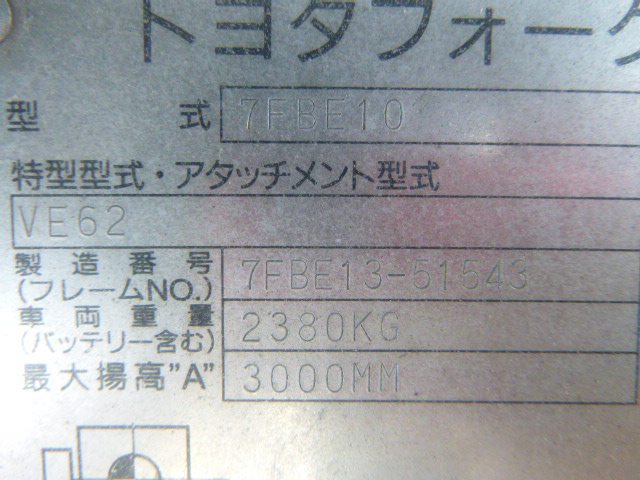 トヨタフォーク
型 式 7FBE10
特型型式・アタッチメント型式
VE62
製造番号 7FBE13-51543
(フレームNO.)
車両重量 2380KG
(バッテリー含む)
最大揚高"A" 3000MM